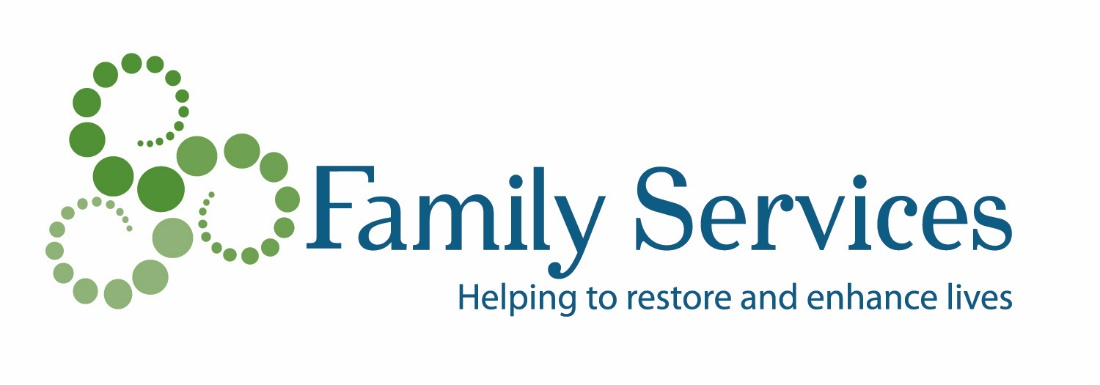 Family Services
Helping to restore and enhance lives